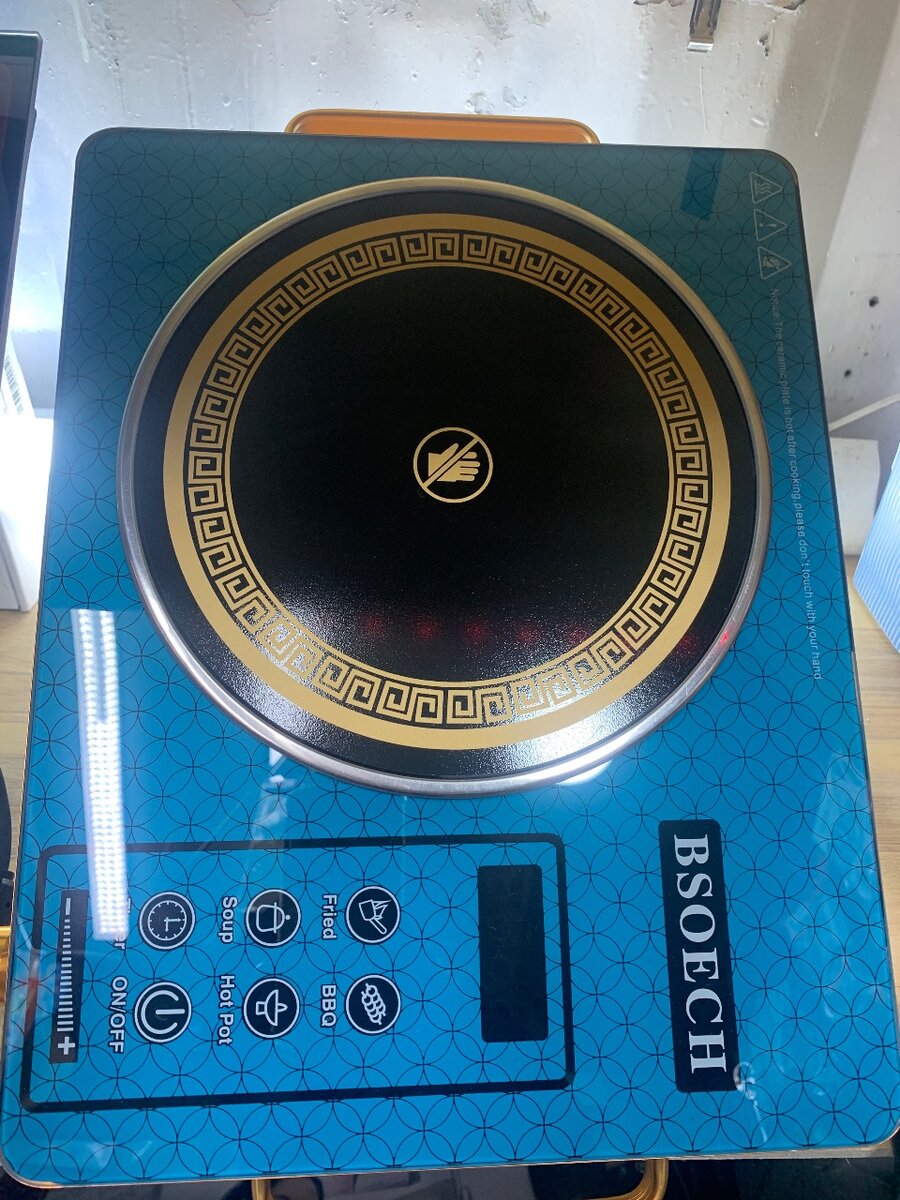 Notice: The ceramic plate is hot after cooking,please don't touch with your hand
BSOECH
Fried
BBQ
Soup
Hot Pot
ON/OFF
- +